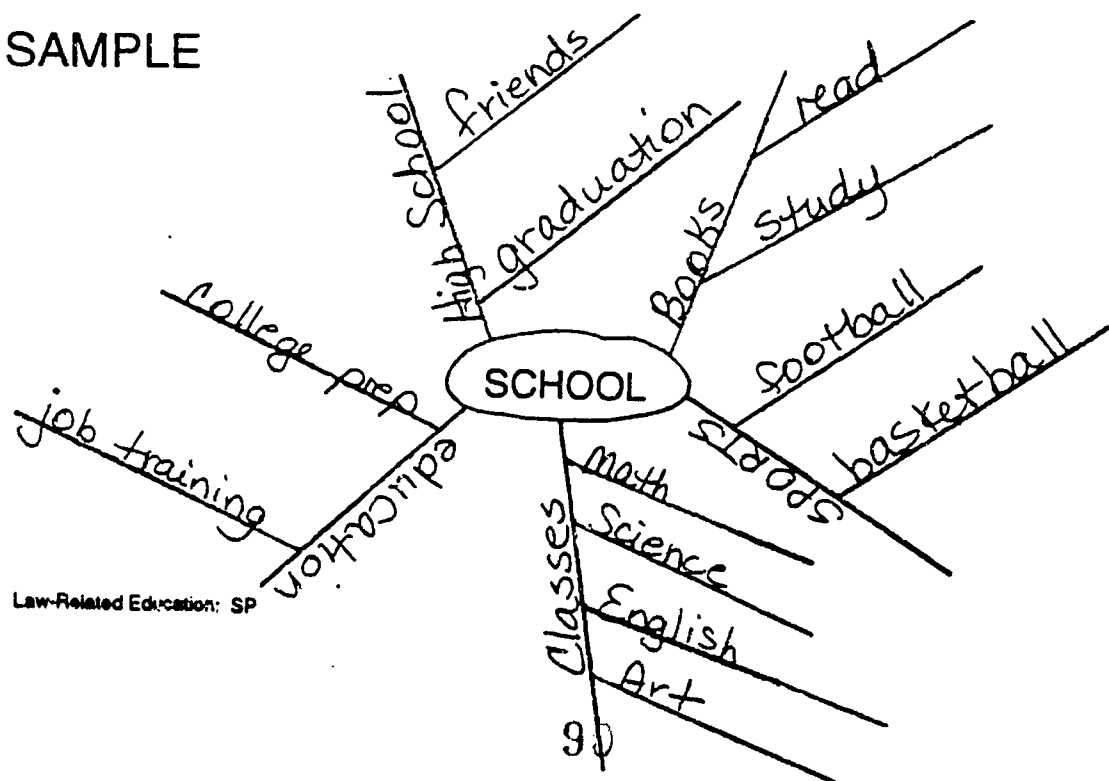 SAMPLE
High School
friends
graduation
Books
read
study
college prep
job training
education
SCHOOL
football
basketball
Sports
Classes
Math
Science
English
Art
Law-Related Education: SP